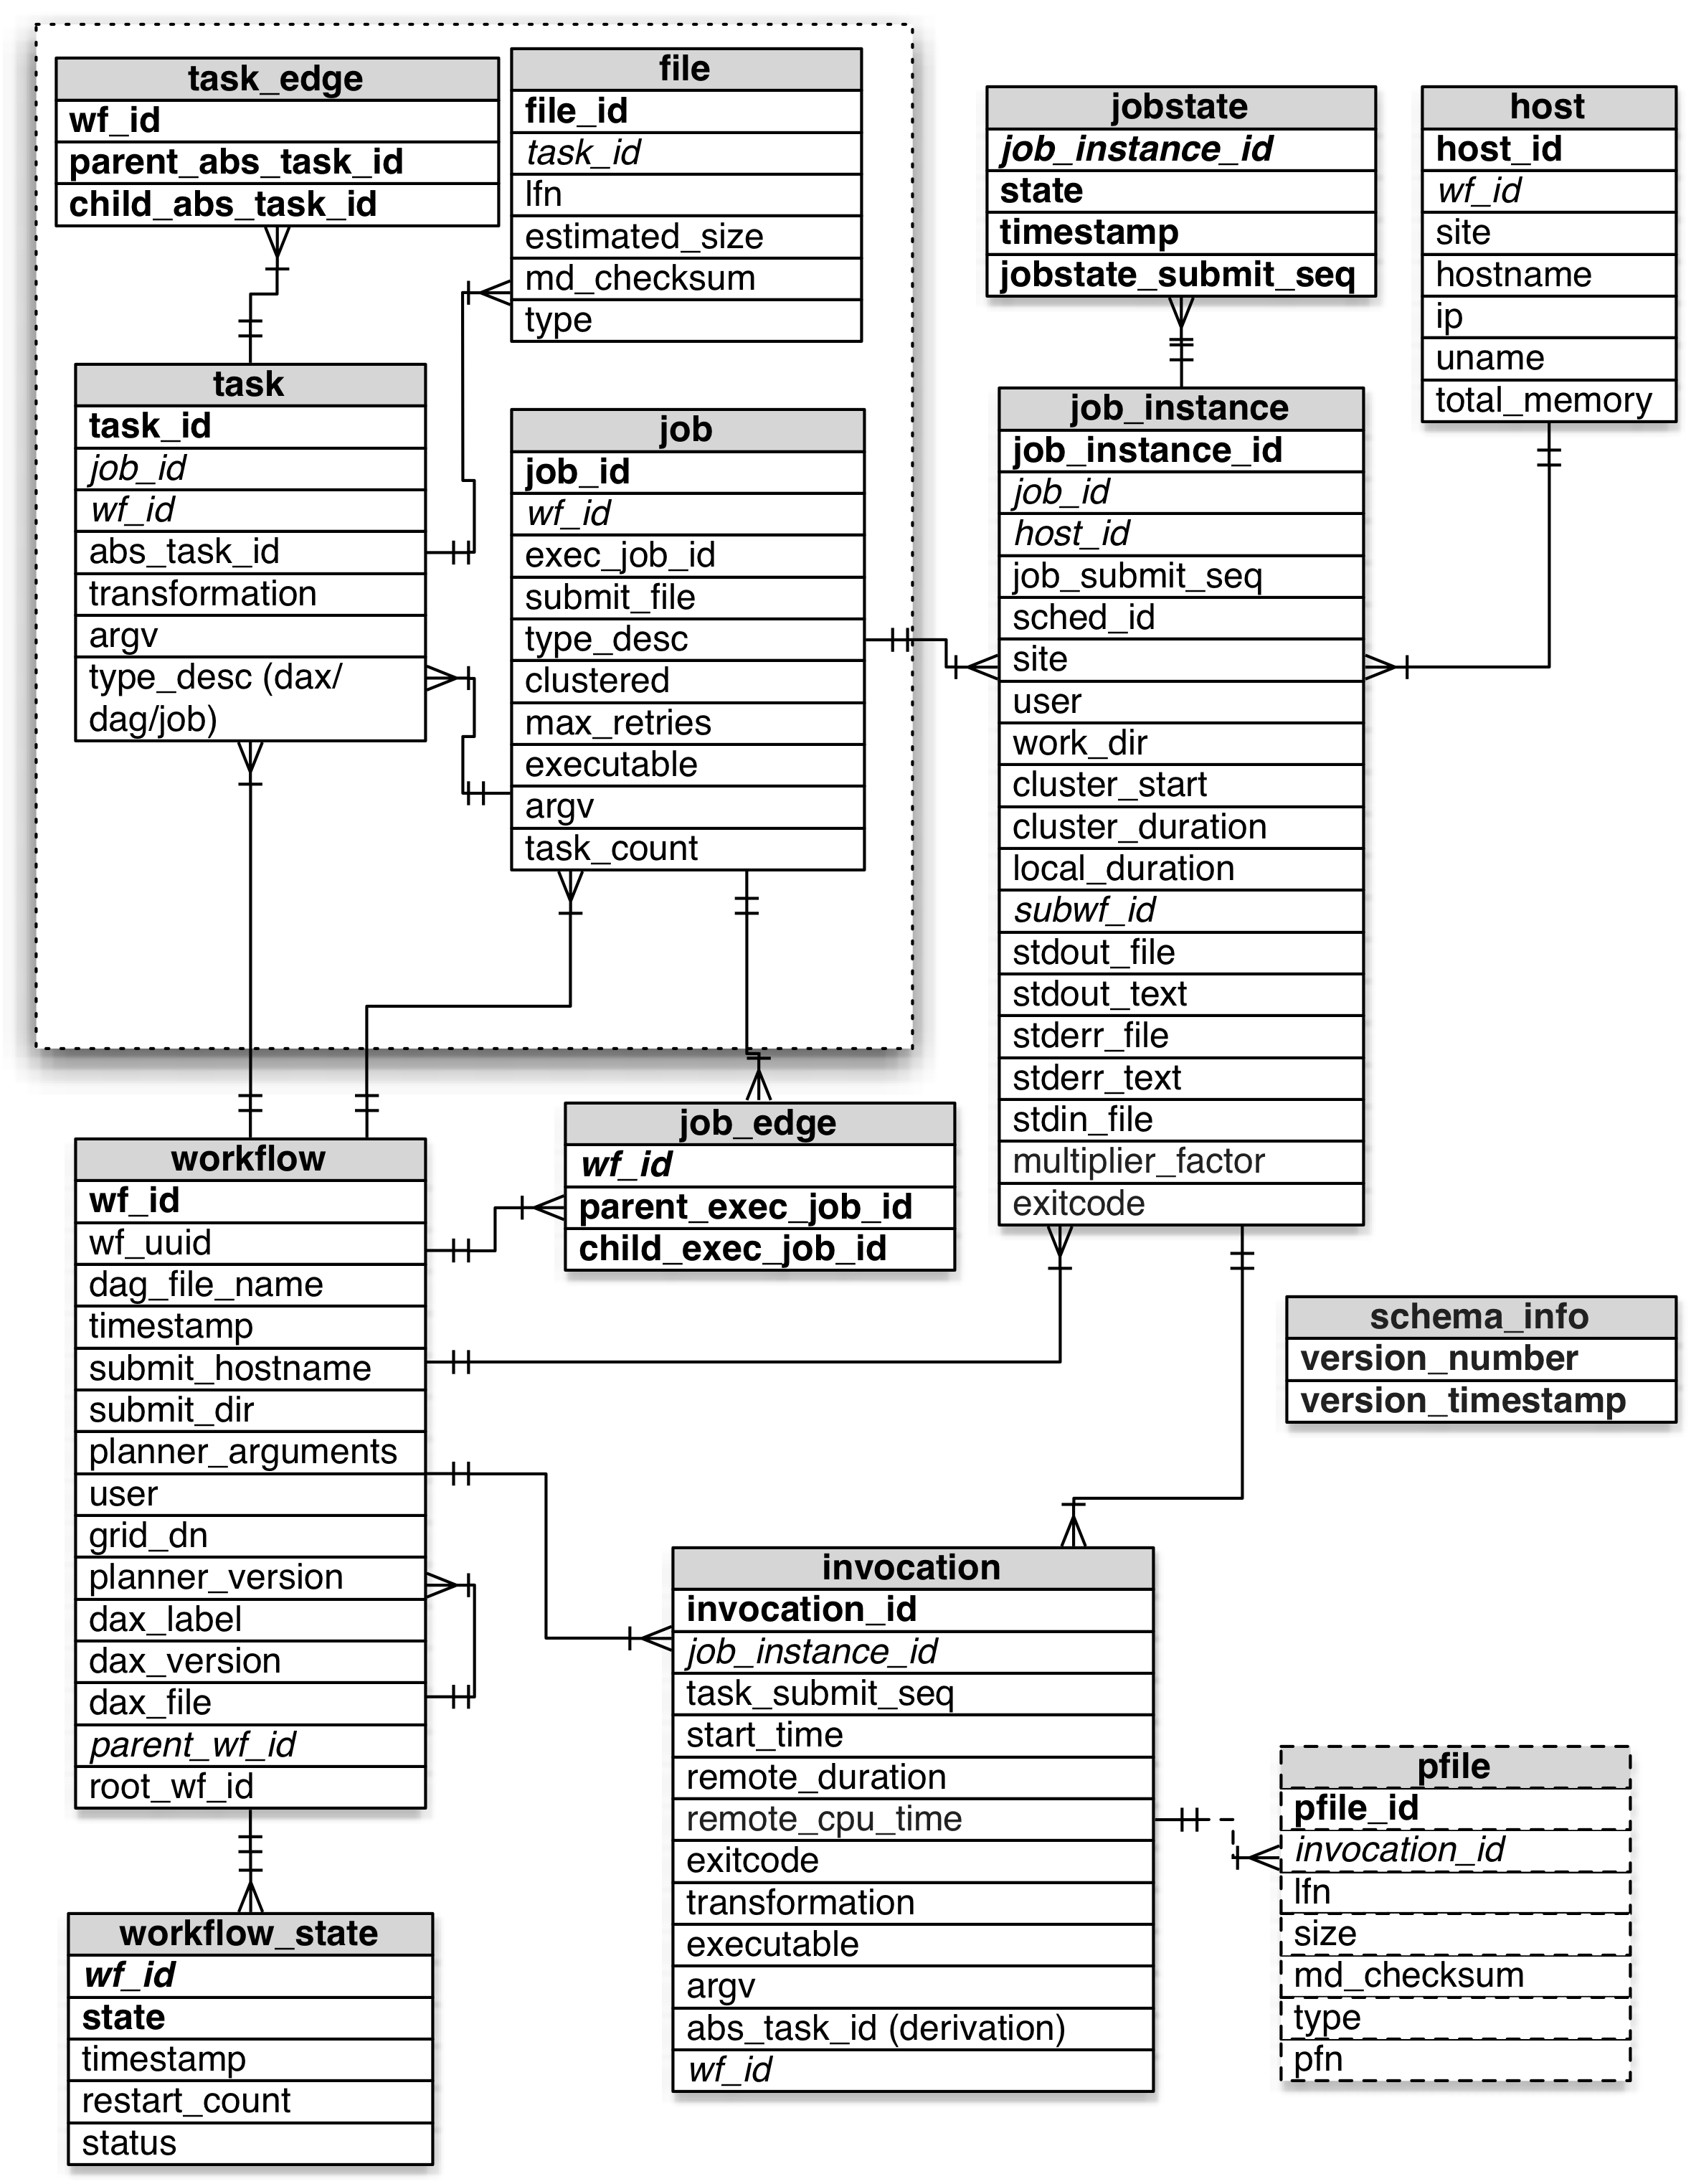 task_edge
wf_id
parent_abs_task_id
child_abs_task_id
file
file_id
task_id
lfn
estimated_size
md_checksum
type
jobstate
job_instance_id
state
timestamp
jobstate_submit_seq
host
host_id
wf_id
site
hostname
ip
uname
total_memory
task
task_id
job_id
wf_id
abs_task_id
transformation
argv
type_desc (dax/
dag/job)
job
job_id
wf_id
exec_job_id
submit_file
type_desc
clustered
max_retries
executable
argv
task_count
job_instance
job_instance_id
job_id
host_id
job_submit_seq
sched_id
site
user
work_dir
cluster_start
cluster_duration
local_duration
subwf_id
stdout_file
stdout_text
stderr_file
stderr_text
stdin_file
multiplier_factor
exitcode
workflow
wf_id
wf_uuid
dag_file_name
timestamp
submit_hostname
submit_dir
planner_arguments
user
grid_dn
planner_version
dax_label
dax_version
dax_file
parent_wf_id
root_wf_id
job_edge
wf_id
parent_exec_job_id
child_exec_job_id
schema_info
version_number
version_timestamp
invocation
invocation_id
job_instance_id
task_submit_seq
start_time
remote_duration
remote_cpu_time
exitcode
transformation
executable
argv
abs_task_id (derivation)
wf_id
pfile
pfile_id
invocation_id
lfn
size
md_checksum
type
pfn
workflow_state
wf_id
state
timestamp
restart_count
status